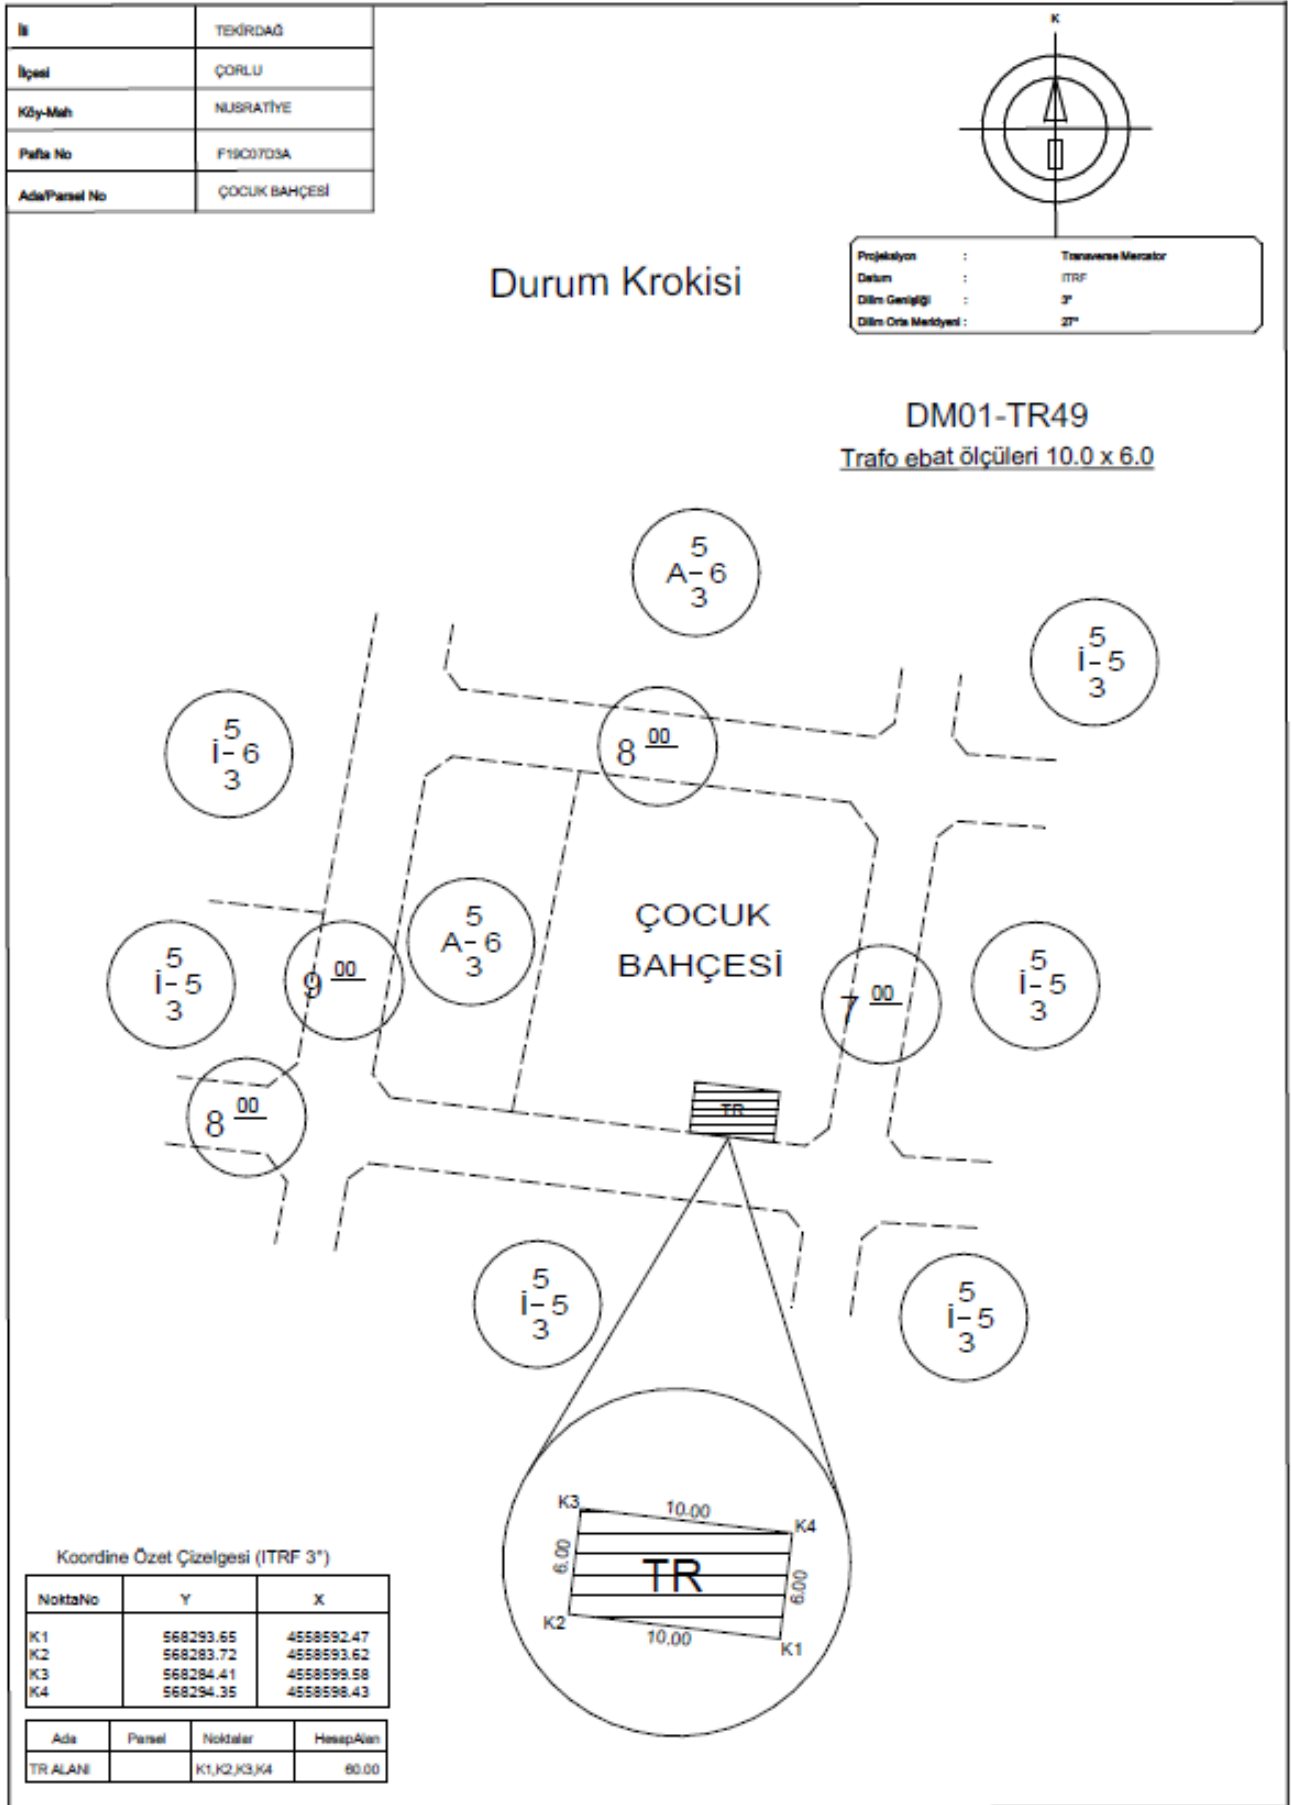 İli TEKİRDAĞ
İlçesi ÇORLU
Köy-Mah NUSRATİYE
Pafta No F19C07D3A
Ada/Parsel No ÇOCUK BAHÇESİ
K
Projeksiyon : Transverse Mercator
Datum : ITRF
Dilim Genişliği : 3°
Dilim Orta Meridyeni : 27°
Durum Krokisi
DM01-TR49
Trafo ebat ölçüleri 10.0 x 6.0
5
A-6
3
5
İ-5
3
5
İ-6
3
8 00
5
A-6
3
ÇOCUK
BAHÇESİ
5
İ-5
3
9 00
7 00
5
İ-5
3
8 00
TR
5
İ-5
3
5
İ-5
3
K3 10.00 K4
6.00 TR 6.00
K2 10.00 K1
Koordine Özet Çizelgesi (ITRF 3°)
NoktaNo Y X
K1 568293.65 4558592.47
K2 568283.72 4558593.62
K3 568284.41 4558599.58
K4 568294.35 4558598.43
Ada Parsel Noktalar HesapAlan
TR ALANI K1,K2,K3,K4 60.00